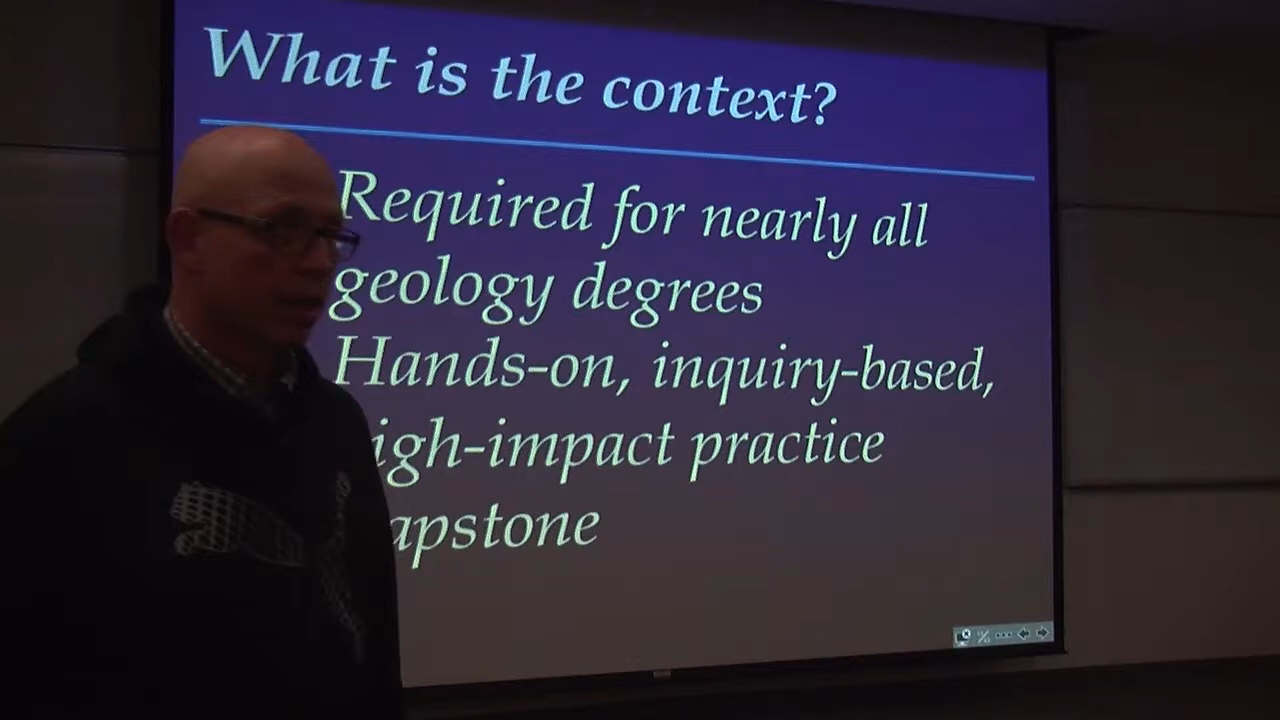 What is the context?
Required for nearly all
geology degrees
Hands-on, inquiry-based,
igh-impact practice
apstone